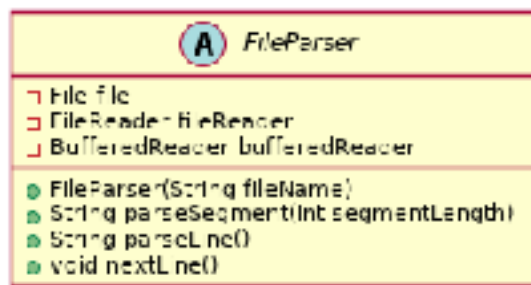 A FileParser
File file
FileReader fileReader
BufferedReader bufferedReader
FileParser(String fileName)
String parseSegment(int segmentLength)
String parseLine()
void nextLine()